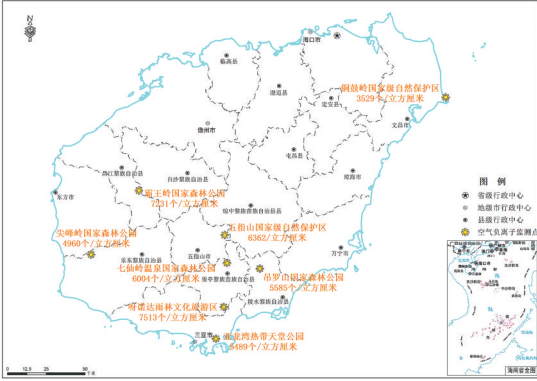 北
海口市
临高县
澄迈县
铜鼓岭国家级自然保护区
3529个/立方厘米
定安县
文昌市
儋州市
屯昌县
琼海市
昌江黎族自治县
白沙黎族自治县
霸王岭国家森林公园
7231个/立方厘米
东方市
琼中黎族苗族自治县
尖峰岭国家森林公园
4960个/立方厘米
五指山国家级自然保护区
6362/立方厘米
万宁市
乐东黎族自治县
五指山市
七仙岭温泉国家森林公园
6004个/立方厘米
保亭黎族苗族自治县
吊罗山国家森林公园
5585个/立方厘米
陵水黎族自治县
呀诺达雨林文化旅游区
7513个/立方厘米
三亚市
亚龙湾热带天堂公园
图 例
省级行政中心
地级市行政中心
县级行政中心
空气负离子监测点
海南省全图
0 12.5 25 50
千米